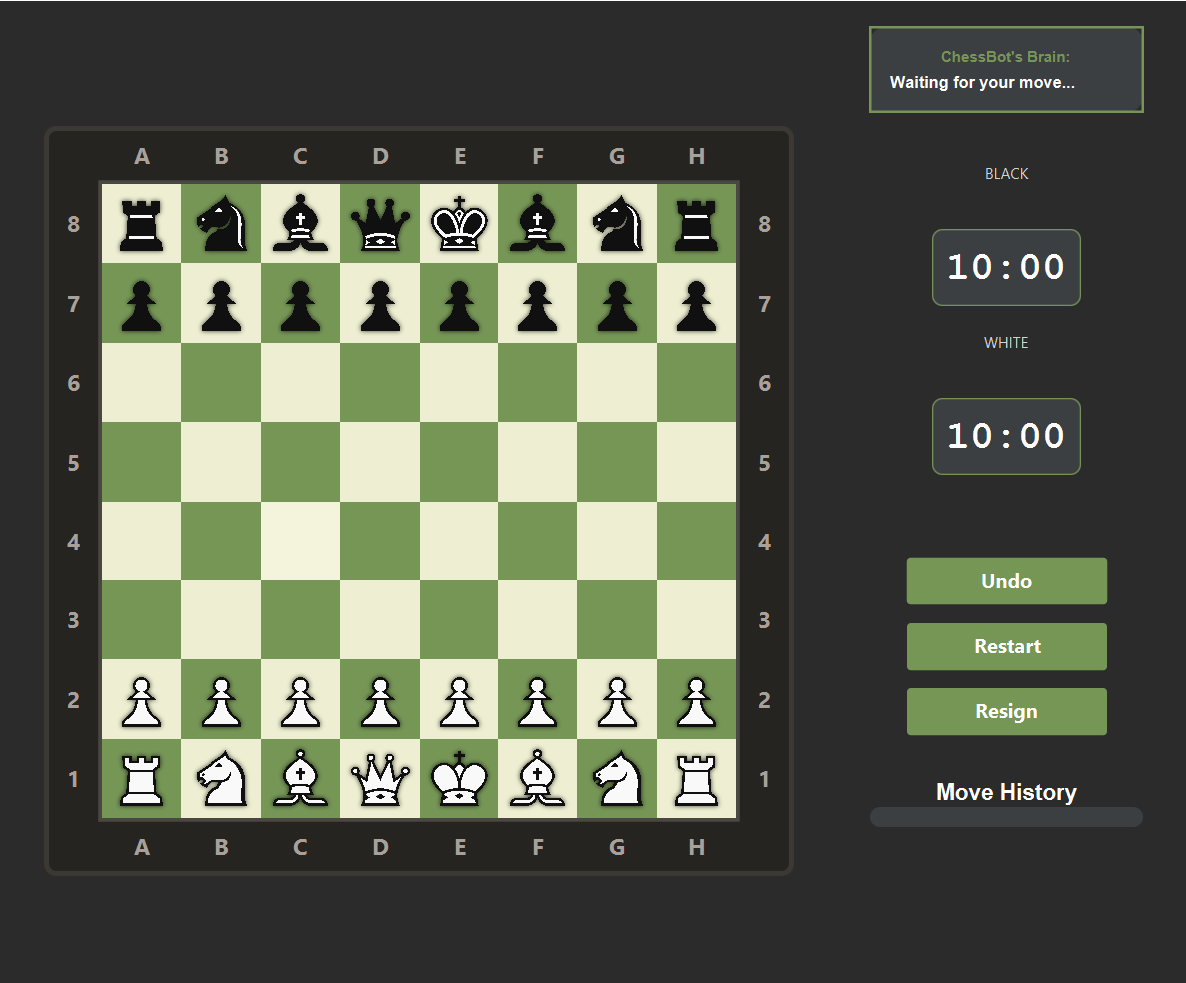 ChessBot's Brain:
Waiting for your move...
A B C D E F G H
8 8
7 7
6 6
5 5
4 4
3 3
2 2
1 1
A B C D E F G H
BLACK
10:00
WHITE
10:00
Undo
Restart
Resign
Move History